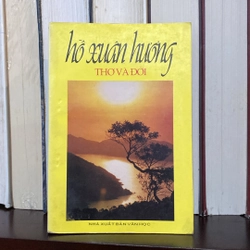 hồ xuân hương
THƠ VÀ ĐỜI
NHÀ XUẤT BẢN VĂN HỌC